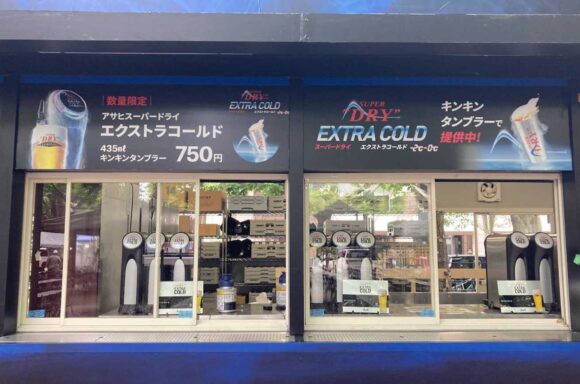 数量限定
アサヒスーパードライ
エクストラコールド
435ml
キンキンタンブラー 750円
"DRY"
EXTRA COLD
SUPER
"DRY"
EXTRA COLD
スーパードライ エクストラコールド -2℃-0℃
キンキン
タンブラーで
提供中!